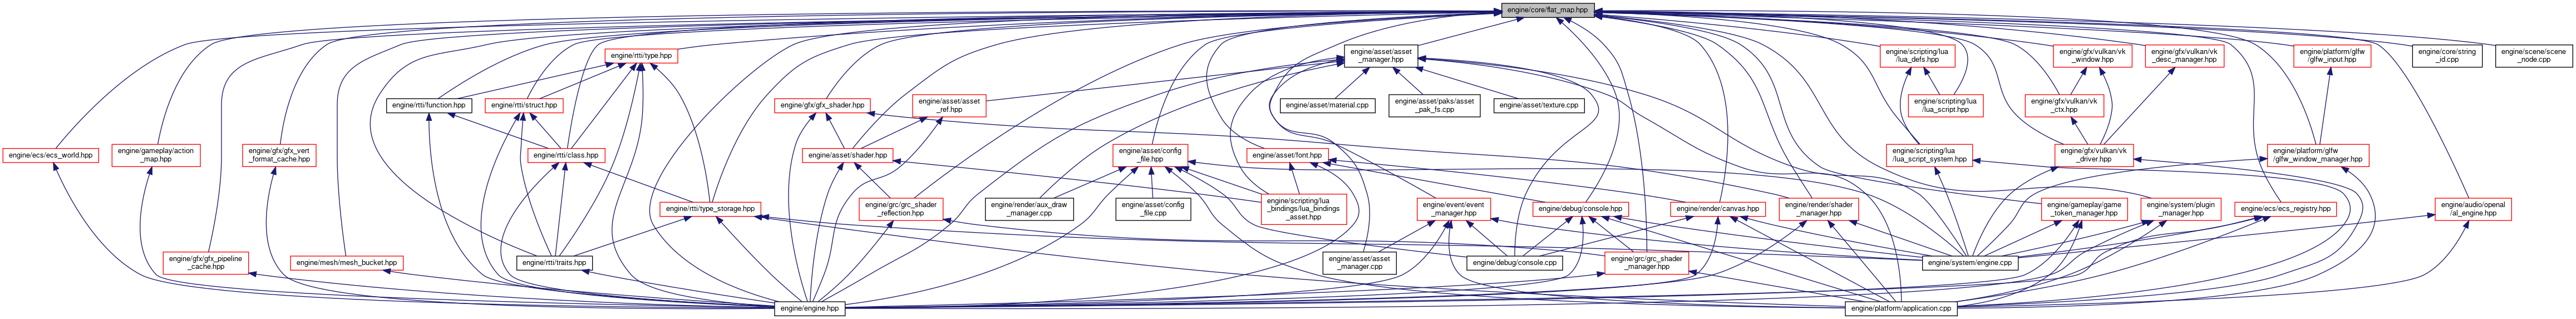 engine/core/flat_map.hpp
engine/rtti/type.hpp
engine/asset/asset
_manager.hpp
engine/scripting/lua
/lua_defs.hpp
engine/gfx/vulkan/vk
_window.hpp
engine/gfx/vulkan/vk
_desc_manager.hpp
engine/platform/glfw
/glfw_input.hpp
engine/core/string
_id.cpp
engine/scene/scene
_node.cpp
engine/rtti/function.hpp
engine/rtti/struct.hpp
engine/gfx/gfx_shader.hpp
engine/asset/asset
_ref.hpp
engine/asset/material.cpp
engine/asset/paks/asset
_pak_fs.cpp
engine/asset/texture.cpp
engine/scripting/lua
/lua_script.hpp
engine/gfx/vulkan/vk
_ctx.hpp
engine/ecs/ecs_world.hpp
engine/gameplay/action
_map.hpp
engine/gfx/gfx_vert
_format_cache.hpp
engine/rtti/class.hpp
engine/asset/shader.hpp
engine/asset/config
_file.hpp
engine/asset/font.hpp
engine/scripting/lua
/lua_script_system.hpp
engine/gfx/vulkan/vk
_driver.hpp
engine/platform/glfw
/glfw_window_manager.hpp
engine/rtti/type_storage.hpp
engine/grc/grc_shader
_reflection.hpp
engine/render/aux_draw
_manager.cpp
engine/asset/config
_file.cpp
engine/scripting/lua
_bindings/lua_bindings
_asset.hpp
engine/event/event
_manager.hpp
engine/debug/console.hpp
engine/render/canvas.hpp
engine/render/shader
_manager.hpp
engine/gameplay/game
_token_manager.hpp
engine/system/plugin
_manager.hpp
engine/ecs/ecs_registry.hpp
engine/audio/openal
/al_engine.hpp
engine/gfx/gfx_pipeline
_cache.hpp
engine/mesh/mesh_bucket.hpp
engine/rtti/traits.hpp
engine/asset/asset
_manager.cpp
engine/debug/console.cpp
engine/grc/grc_shader
_manager.hpp
engine/system/engine.cpp
engine/engine.hpp
engine/platform/application.cpp